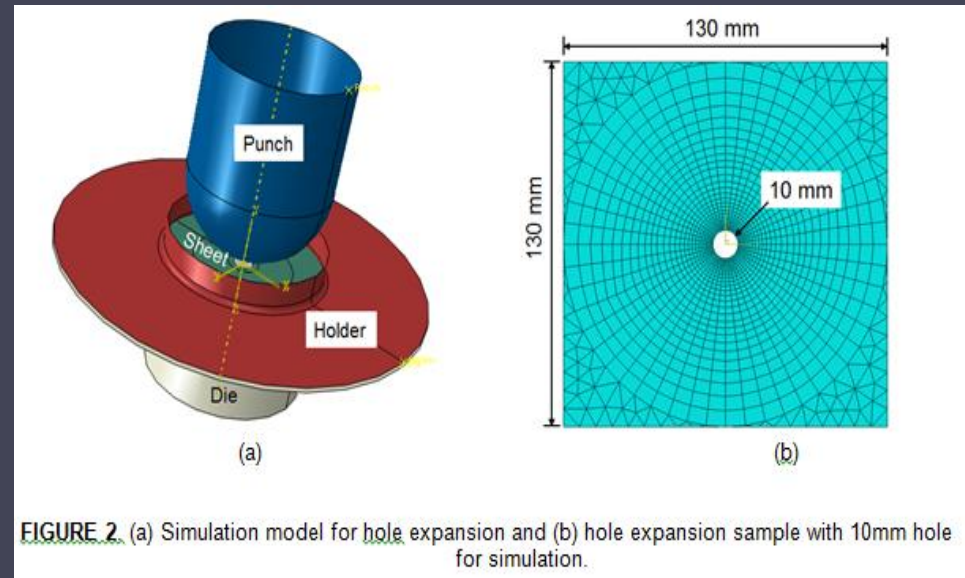 Punch
Sheet
Holder
Die
(a)
130 mm
130 mm
10 mm
(b)
FIGURE 2. (a) Simulation model for hole expansion and (b) hole expansion sample with 10mm hole
for simulation.